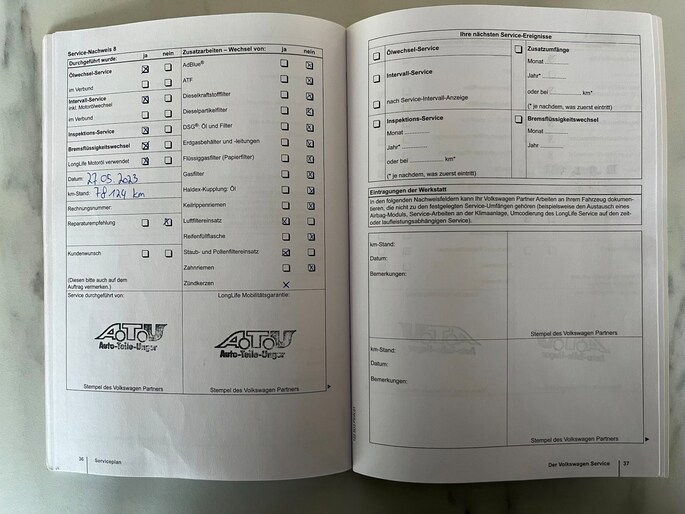 Service-Nachweis 8
Durchgeführt wurde: ja nein
Ölwechsel-Service
im Verbund
Intervall-Service
inkl. Motorölwechsel
im Verbund
Inspektions-Service
Bremsflüssigkeitswechsel
LongLife Motoröl verwendet
Datum: 27.05.2023
km-Stand: 78124 km
Rechnungsnummer:
Reparaturempfehlung
Kundenwunsch
(Diesen bitte auch auf dem
Auftrag vermerken.)
Zusatzarbeiten – Wechsel von: ja nein
AdBlue®
ATF
Dieselkraftstofffilter
Dieselpartikelfilter
DSG®: Öl und Filter
Erdgasbehälter und -leitungen
Flüssiggasfilter (Papierfilter)
Gasfilter
Haldex-Kupplung: Öl
Keilrippenriemen
Luftfiltereinsatz
Reifenfüllflasche
Staub- und Pollenfiltereinsatz
Zahnriemen
Zündkerzen
Service durchgeführt von:
ATU
Auto-Teile-Unger
Stempel des Volkswagen Partners
LongLife Mobilitätsgarantie:
ATU
Auto-Teile-Unger
Stempel des Volkswagen Partners
36 Serviceplan
Ihre nächsten Service-Ereignisse
Ölwechsel-Service
Intervall-Service
nach Service-Intervall-Anzeige
Zusatzumfänge
Monat
Jahr*
oder bei km*
(* je nachdem, was zuerst eintritt)
Inspektions-Service
Monat
Jahr*
oder bei km*
(* je nachdem, was zuerst eintritt)
Bremsflüssigkeitswechsel
Monat
Jahr
Eintragungen der Werkstatt
In den folgenden Nachweisfeldern kann Ihr Volkswagen Partner Arbeiten an Ihrem Fahrzeug dokumen-
tieren, die nicht zu den festgelegten Service-Umfängen gehören (beispielsweise den Austausch eines
Airbag-Moduls, Service-Arbeiten an der Klimaanlage, Umcodierung des LongLife Service auf den zeit-
oder laufleistungsabhängigen Service).
km-Stand:
Datum:
Bemerkungen:
Stempel des Volkswagen Partners
km-Stand:
Datum:
Bemerkungen:
Stempel des Volkswagen Partners
Der Volkswagen Service 37